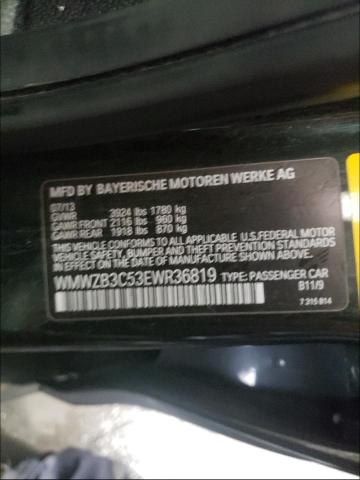 MFD BY BAYERISCHE MOTOREN WERKE AG
07/13
GVWR 3924 lbs 1780 kg
GAWR FRONT 2116 lbs 960 kg
GAWR REAR 1918 lbs 870 kg
THIS VEHICLE CONFORMS TO ALL APPLICABLE U.S. FEDERAL MOTOR
VEHICLE SAFETY, BUMPER, AND THEFT PREVENTION STANDARDS
IN EFFECT ON THE DATE OF MANUFACTURE SHOWN ABOVE.
WMWZB3C53EWR36819 TYPE: PASSENGER CAR
B11/9
7 215 814